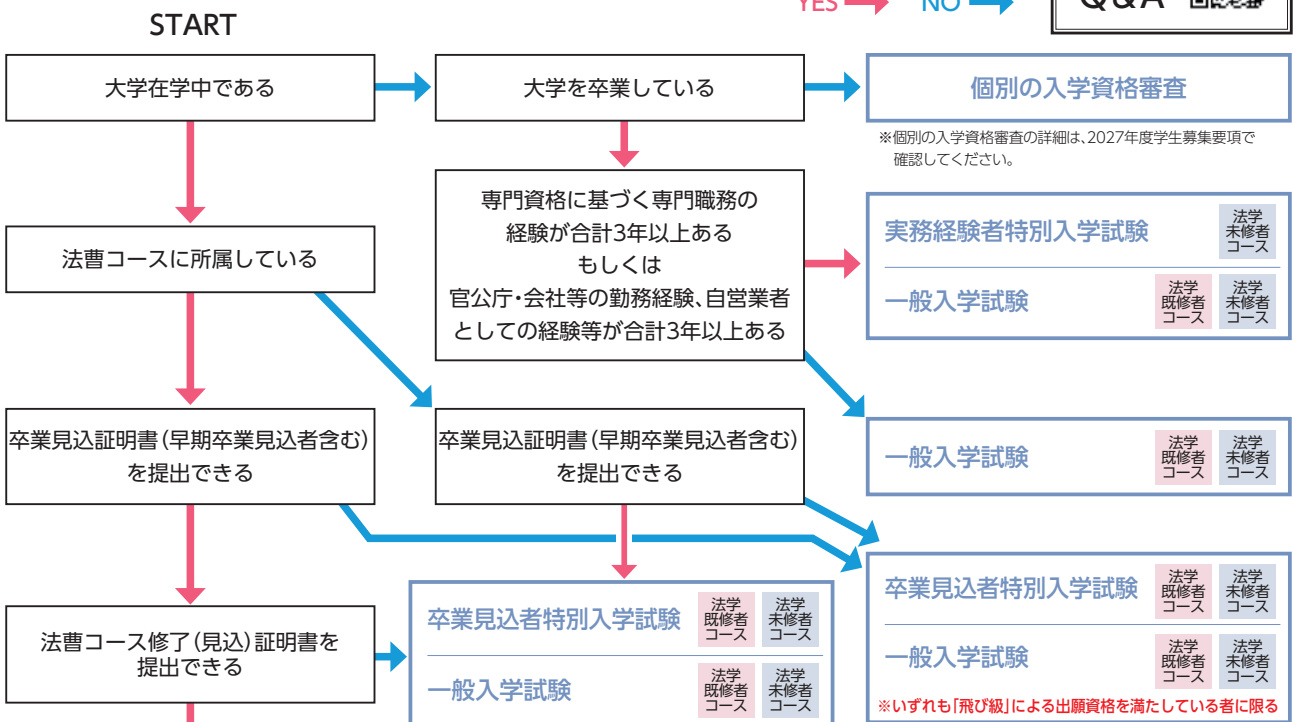 YES
NO
Q&A
START
大学在学中である
大学を卒業している
個別の入学資格審査
※個別の入学資格審査の詳細は、2027年度学生募集要項で
確認してください。
専門資格に基づく専門職務の
経験が合計3年以上ある
もしくは
官公庁・会社等の勤務経験、自営業者
としての経験等が合計3年以上ある
実務経験者特別入学試験
法学
未修者
コース
一般入学試験
法学
既修者
コース
法学
未修者
コース
法曹コースに所属している
卒業見込証明書(早期卒業見込者含む)
を提出できる
卒業見込証明書(早期卒業見込者含む)
を提出できる
一般入学試験
法学
既修者
コース
法学
未修者
コース
法曹コース修了(見込)証明書を
提出できる
卒業見込者特別入学試験
法学
既修者
コース
法学
未修者
コース
一般入学試験
法学
既修者
コース
法学
未修者
コース
卒業見込者特別入学試験
法学
既修者
コース
法学
未修者
コース
一般入学試験
法学
既修者
コース
法学
未修者
コース
※いずれも「飛び級」による出願資格を満たしている者に限る